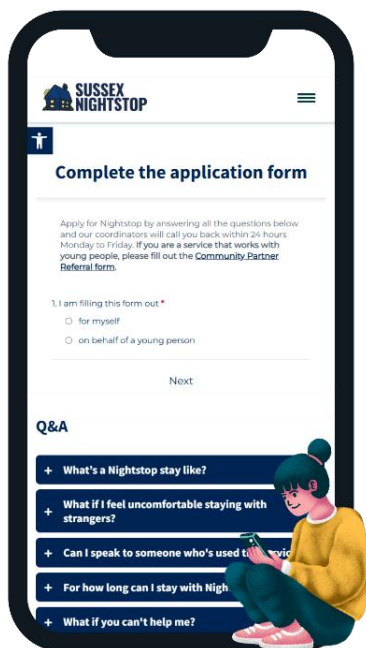 SUSSEX
NIGHTSTOP
Complete the application form
Apply for Nightstop by answering all the questions below
and our coordinators will call you back within 24 hours
Monday to Friday. If you are a service that works with
young people, please fill out the Community Partner
Referral form.
1. I am filling this form out *
for myself
on behalf of a young person
Next
Q&A
+ What's a Nightstop stay like?
+ What if I feel uncomfortable staying with
strangers?
+ Can I speak to someone who's used
+ For how long can I stay with
+ What if you can't help me?